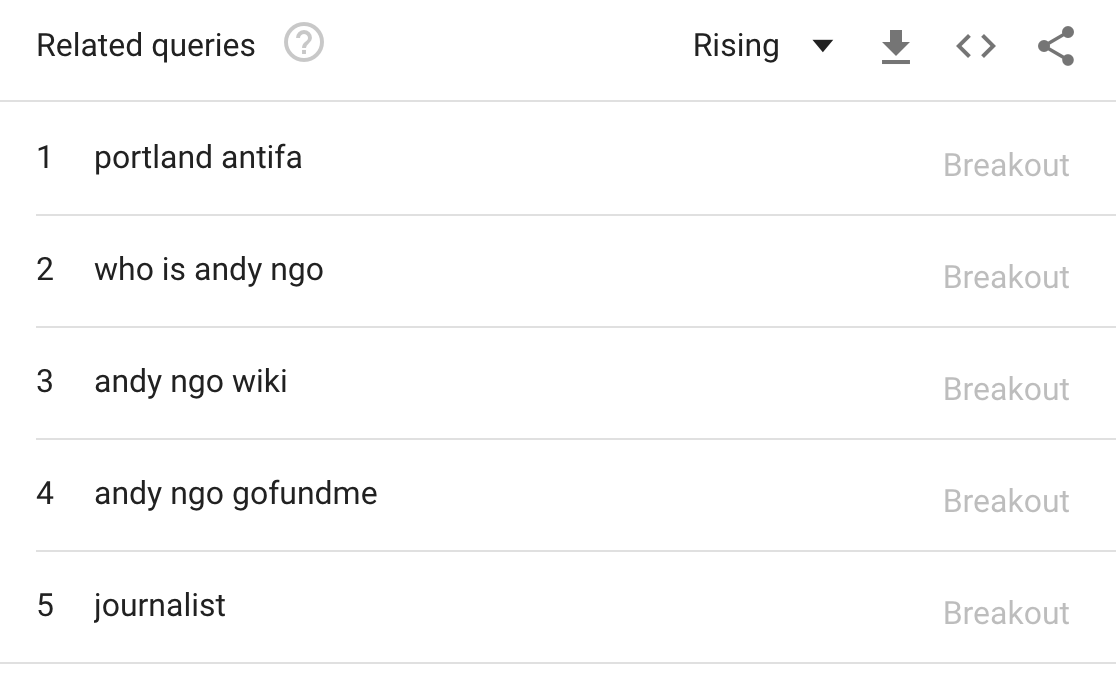 Related queries ? Rising
1 portland antifa Breakout
2 who is andy ngo Breakout
3 andy ngo wiki Breakout
4 andy ngo gofundme Breakout
5 journalist Breakout